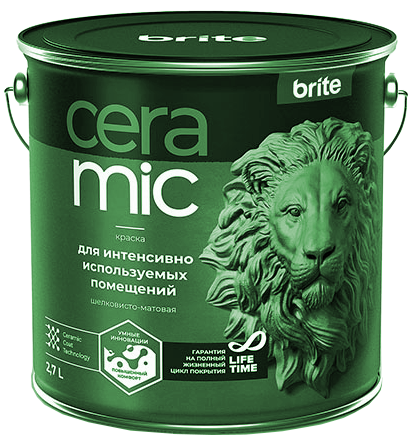 brite
brite
cera
mic
краска
для интенсивно
используемых
помещений
шелковисто-матовая
Ceramic
Coat
Technology
УМНЫЕ
ИННОВАЦИИ
ПОВЫШЕННЫЙ
КОМФОРТ
ГАРАНТИЯ
НА ПОЛНЫЙ
ЖИЗНЕННЫЙ
ЦИКЛ ПОКРЫТИЯ
LIFE
TIME
2,7 L